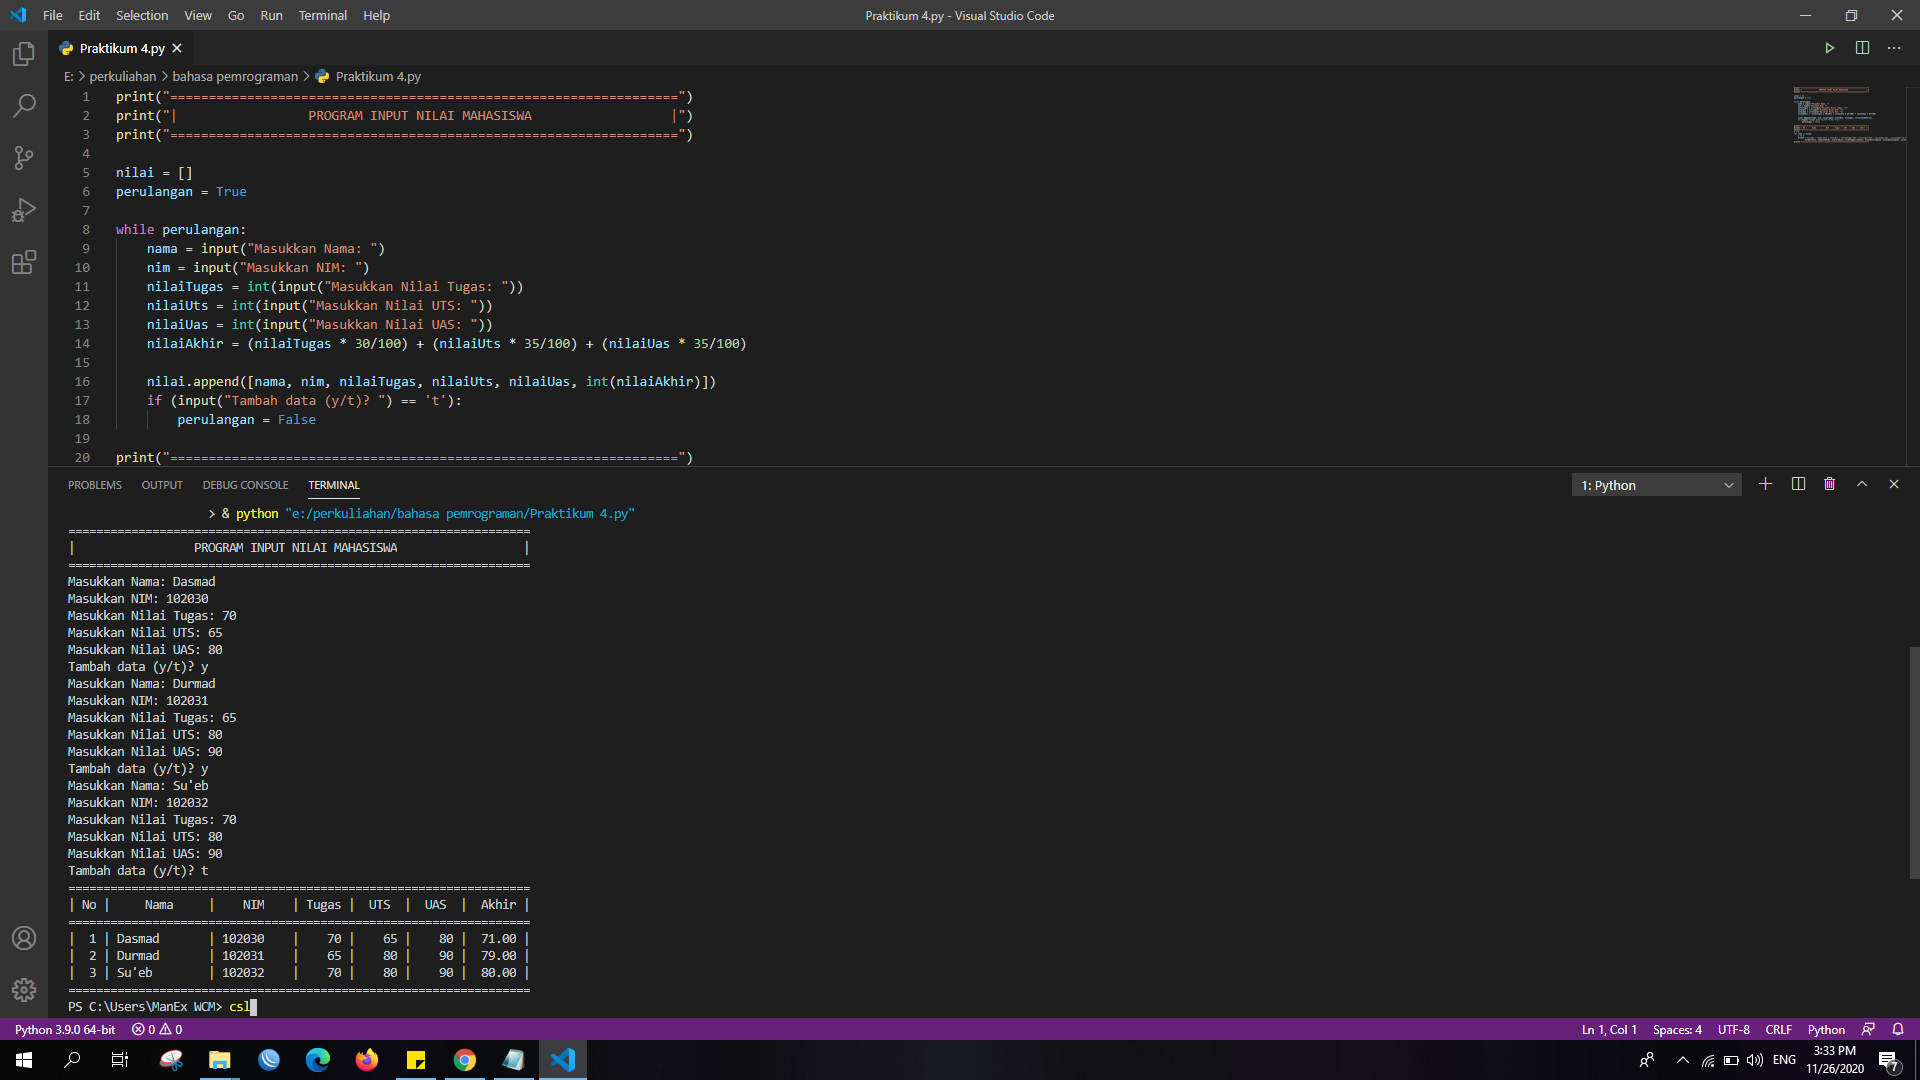 File Edit Selection View Go Run Terminal Help
Praktikum 4.py - Visual Studio Code
Praktikum 4.py
E: > perkuliahan > bahasa pemrograman > Praktikum 4.py
1 print("==================================================================")
2 print("|                 PROGRAM INPUT NILAI MAHASISWA                  |")
3 print("==================================================================")
4
5 nilai = []
6 perulangan = True
7
8 while perulangan:
9     nama = input("Masukkan Nama: ")
10     nim = input("Masukkan NIM: ")
11     nilaiTugas = int(input("Masukkan Nilai Tugas: "))
12     nilaiUts = int(input("Masukkan Nilai UTS: "))
13     nilaiUas = int(input("Masukkan Nilai UAS: "))
14     nilaiAkhir = (nilaiTugas * 30/100) + (nilaiUts * 35/100) + (nilaiUas * 35/100)
15
16     nilai.append([nama, nim, nilaiTugas, nilaiUts, nilaiUas, int(nilaiAkhir)])
17     if (input("Tambah data (y/t)? ") == 't'):
18         perulangan = False
19
20 print("==================================================================")
PROBLEMS OUTPUT DEBUG CONSOLE TERMINAL
1: Python
> & python "e:/perkuliahan/bahasa pemrograman/Praktikum 4.py"
==================================================================
|                 PROGRAM INPUT NILAI MAHASISWA                  |
==================================================================
Masukkan Nama: Dasmad
Masukkan NIM: 102030
Masukkan Nilai Tugas: 70
Masukkan Nilai UTS: 65
Masukkan Nilai UAS: 80
Tambah data (y/t)? y
Masukkan Nama: Durmad
Masukkan NIM: 102031
Masukkan Nilai Tugas: 65
Masukkan Nilai UTS: 80
Masukkan Nilai UAS: 90
Tambah data (y/t)? y
Masukkan Nama: Su'eb
Masukkan NIM: 102032
Masukkan Nilai Tugas: 70
Masukkan Nilai UTS: 80
Masukkan Nilai UAS: 90
Tambah data (y/t)? t
==================================================================
| No |     Nama     |    NIM    | Tugas |  UTS  |  UAS  |  Akhir |
==================================================================
|  1 | Dasmad       | 102030    |    70 |    65 |    80 |  71.00 |
|  2 | Durmad       | 102031    |    65 |    80 |    90 |  79.00 |
|  3 | Su'eb        | 102032    |    70 |    80 |    90 |  80.00 |
==================================================================
PS C:\Users\ManEx WCM> csl
Python 3.9.0 64-bit 0 0
Ln 1, Col 1 Spaces: 4 UTF-8 CRLF Python
ENG
3:33 PM
11/26/2020
7